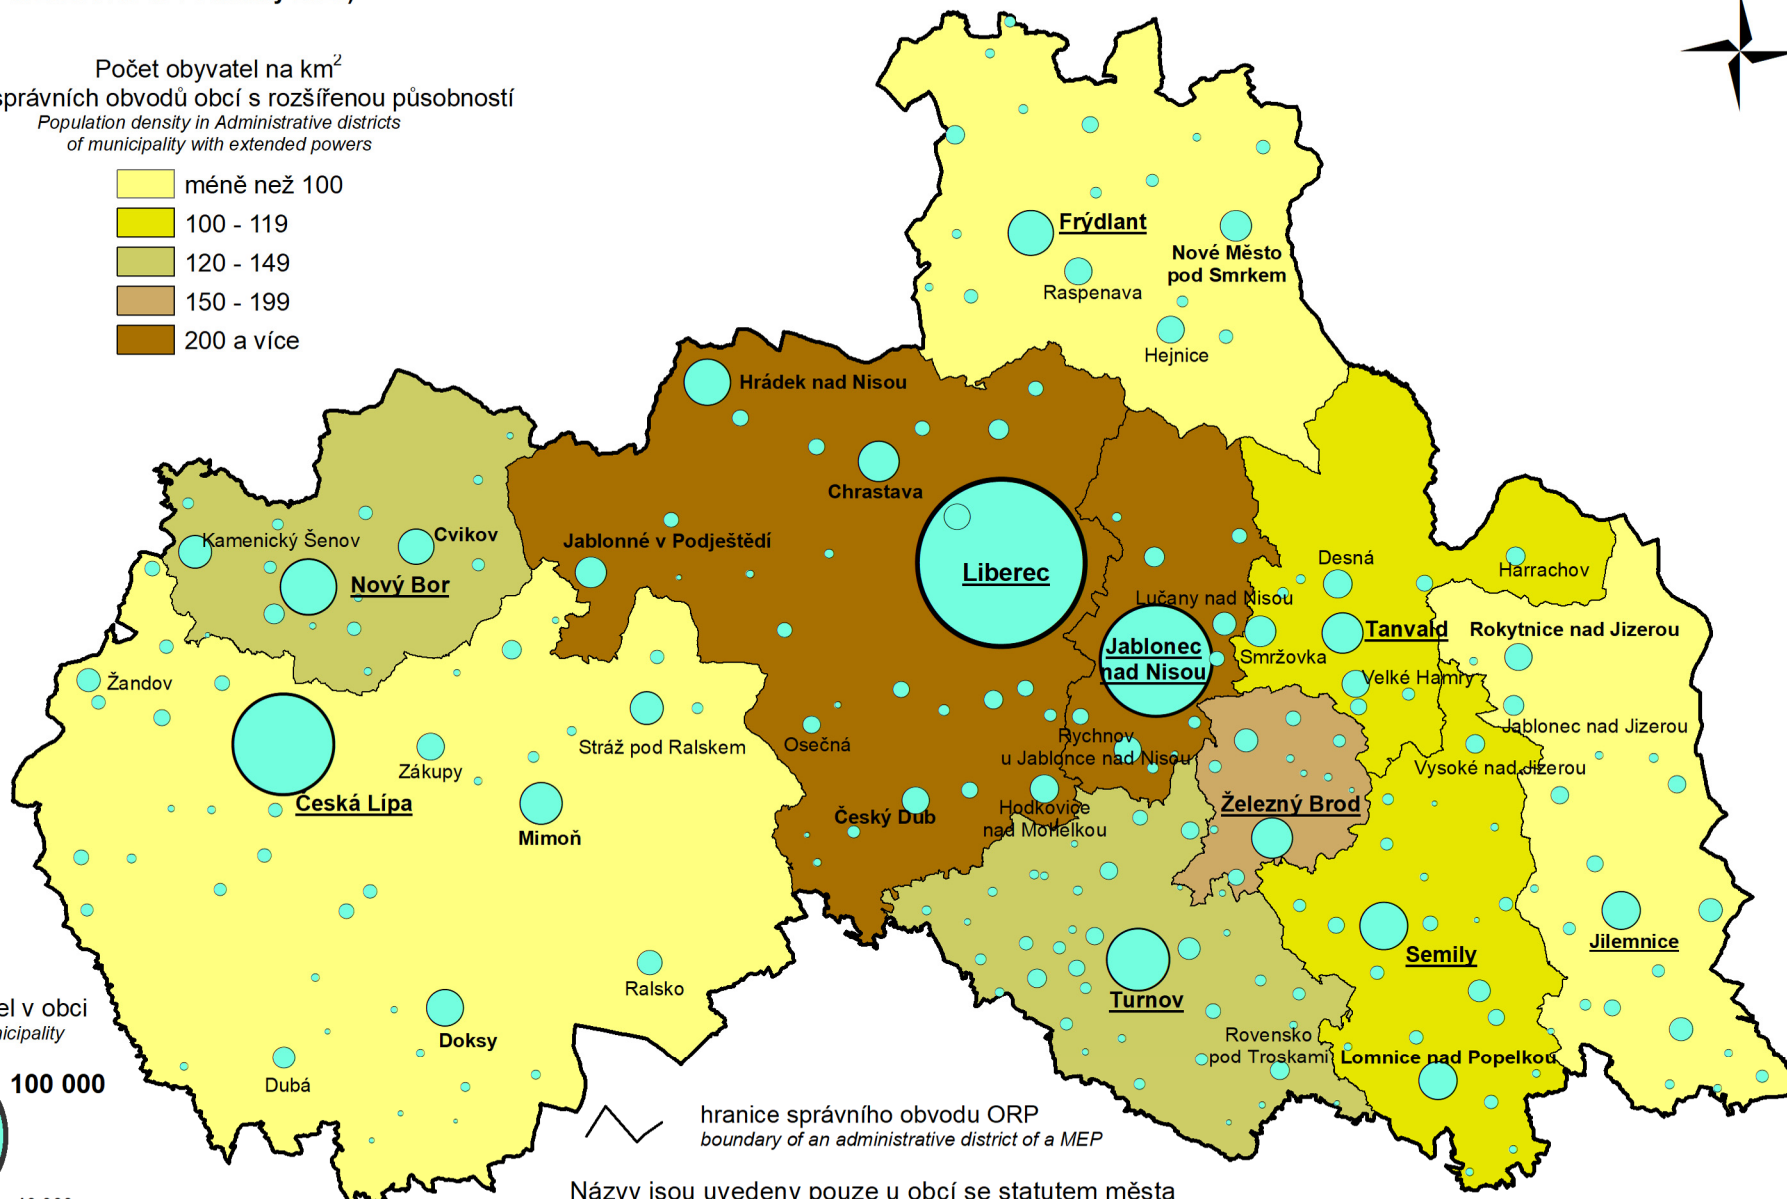 Počet obyvatel na km²
správních obvodů obcí s rozšířenou působností
Population density in Administrative districts
of municipality with extended powers
méně než 100
100 - 119
120 - 149
150 - 199
200 a více
Frýdlant
Nové Město
pod Smrkem
Raspenava
Hejnice
Hrádek nad Nisou
Chrastava
Kamenický Šenov
Cvikov
Jablonné v Podještědí
Nový Bor
Liberec
Desná
Harrachov
Lučany nad Nisou
Tanvald
Rokytnice nad Jizerou
Jablonec
nad Nisou
Smržovka
Velké Hamry
Žandov
Jablonec nad Jizerou
Stráž pod Ralskem
Osečná
Rychnov
u Jablonce nad Nisou
Vysoké nad Jizerou
Zákupy
Česká Lípa
Mimoň
Český Dub
Hodkovice
nad Mohelkou
Železný Brod
Jilemnice
Semily
Ralsko
Turnov
Doksy
Rovensko
pod Troskami
Lomnice nad Popelkou
Dubá
el v obci
nicipality
100 000
hranice správního obvodu ORP
boundary of an administrative district of a MEP
Názvy jsou uvedeny pouze u obcí se statutem města